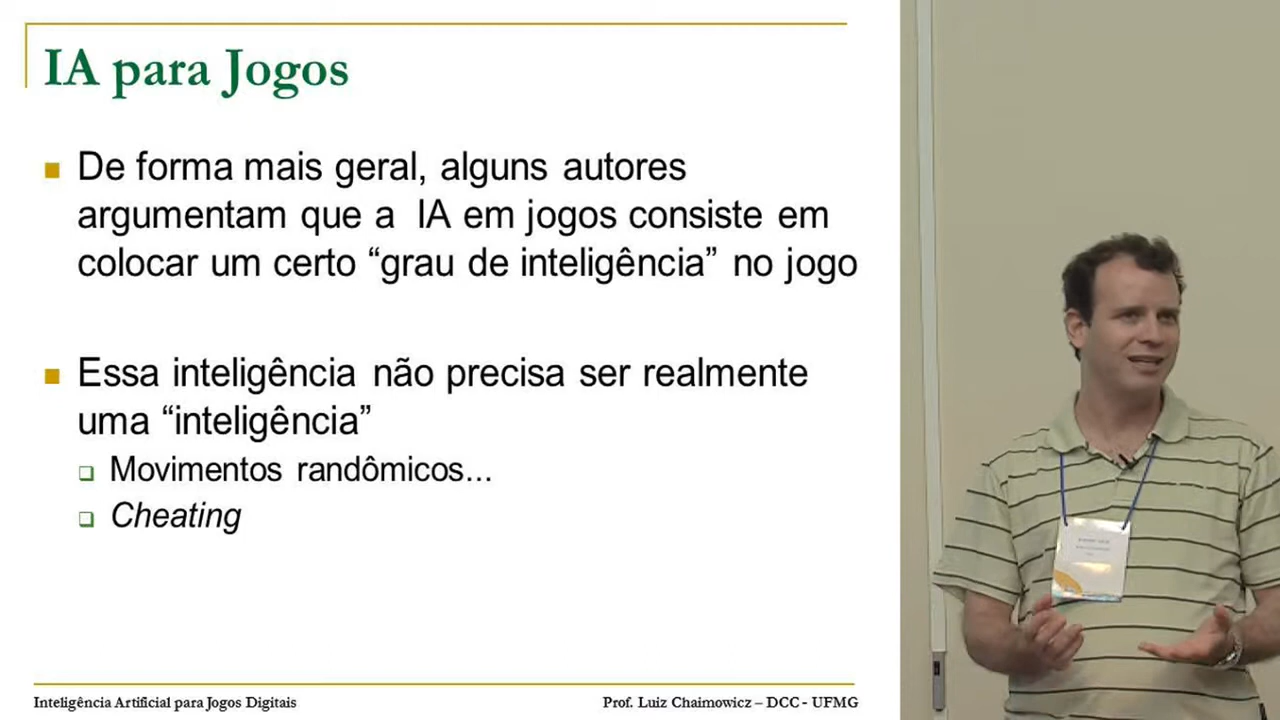 IA para Jogos
De forma mais geral, alguns autores
argumentam que a IA em jogos consiste em
colocar um certo “grau de inteligência” no jogo
Essa inteligência não precisa ser realmente
uma “inteligência”
Movimentos randômicos...
Cheating
Inteligência Artificial para Jogos Digitais
Prof. Luiz Chaimowicz – DCC - UFMG